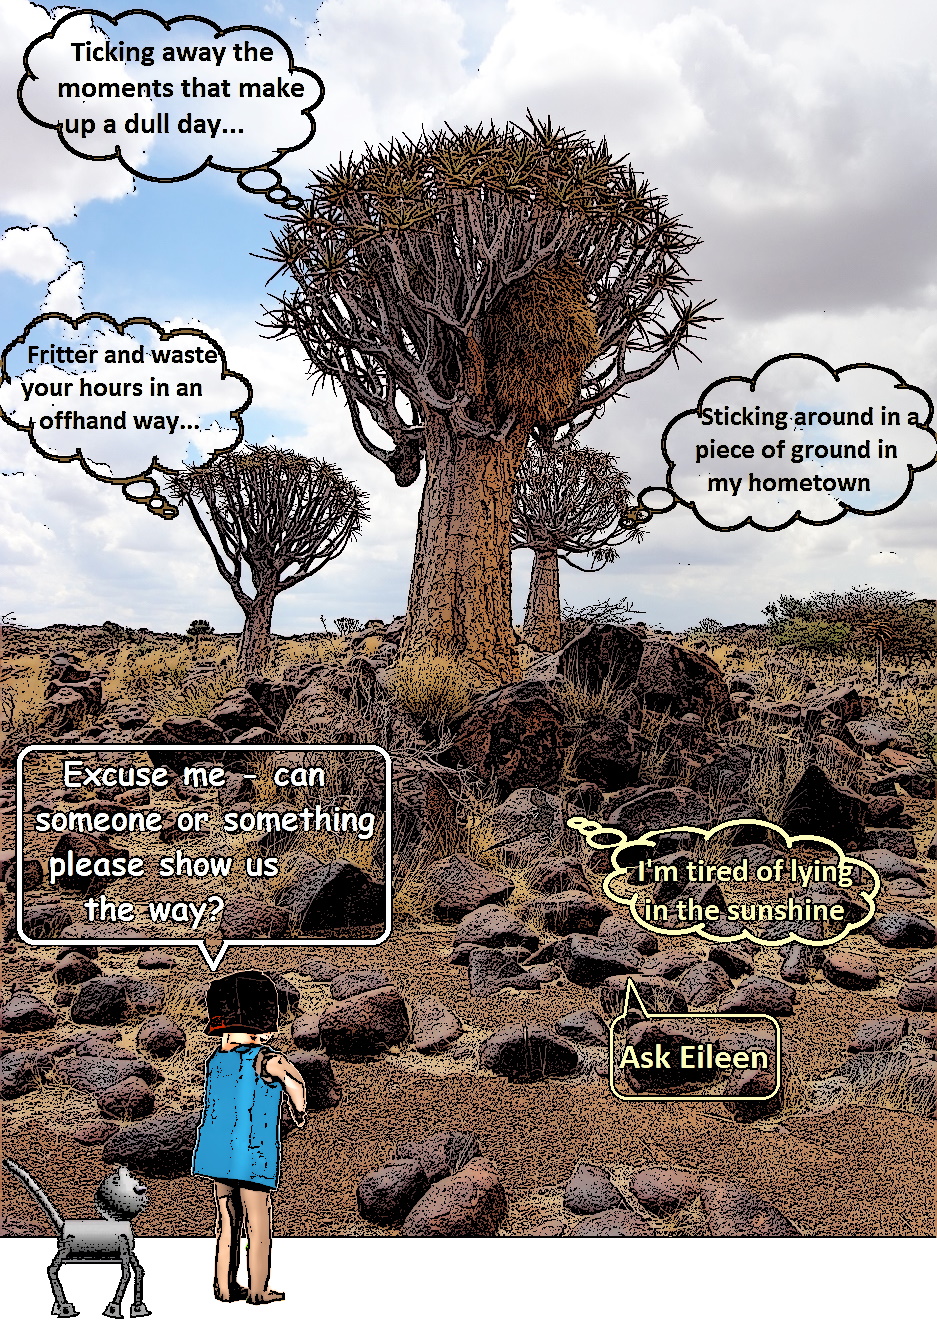 Ticking away the
moments that make
up a dull day...
Fritter and waste
your hours in an
offhand way...
Sticking around in a
piece of ground in
my hometown
Excuse me - can
someone or something
please show us
the way?
I'm tired of lying
in the sunshine
Ask Eileen